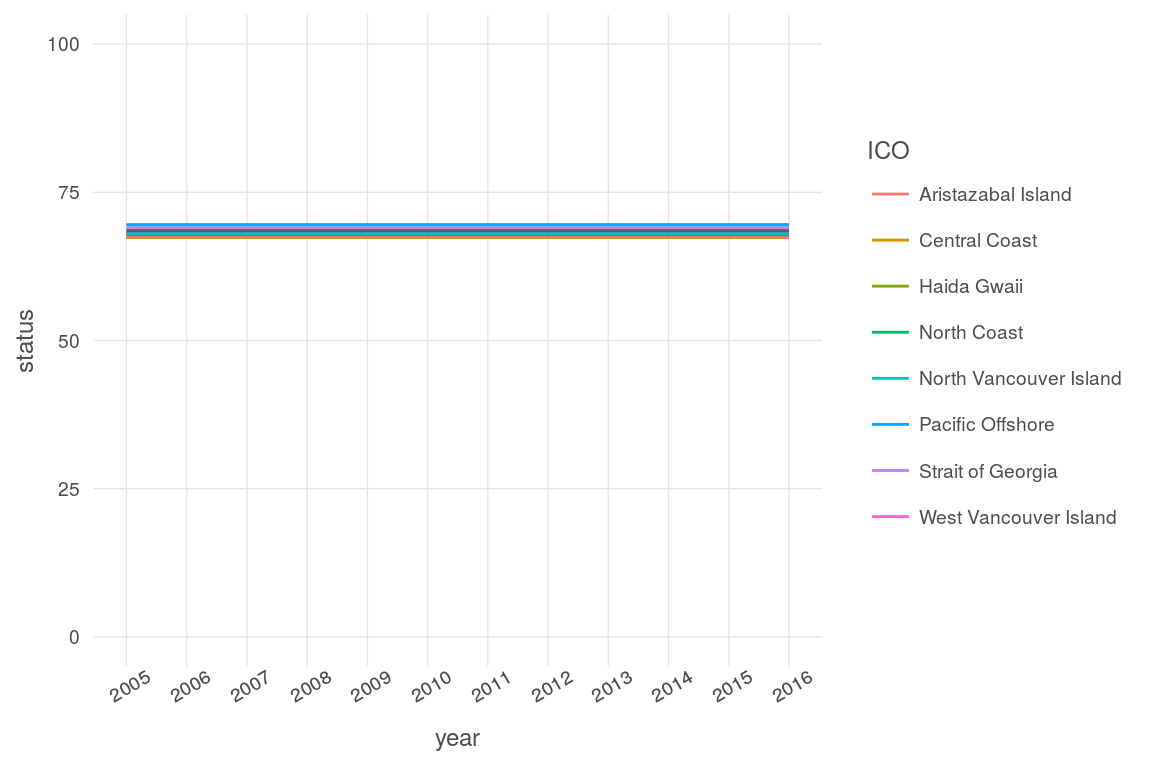 100
75
50
25
0
status
2005 2006 2007 2008 2009 2010 2011 2012 2013 2014 2015 2016
year
ICO
Aristazabal Island
Central Coast
Haida Gwaii
North Coast
North Vancouver Island
Pacific Offshore
Strait of Georgia
West Vancouver Island